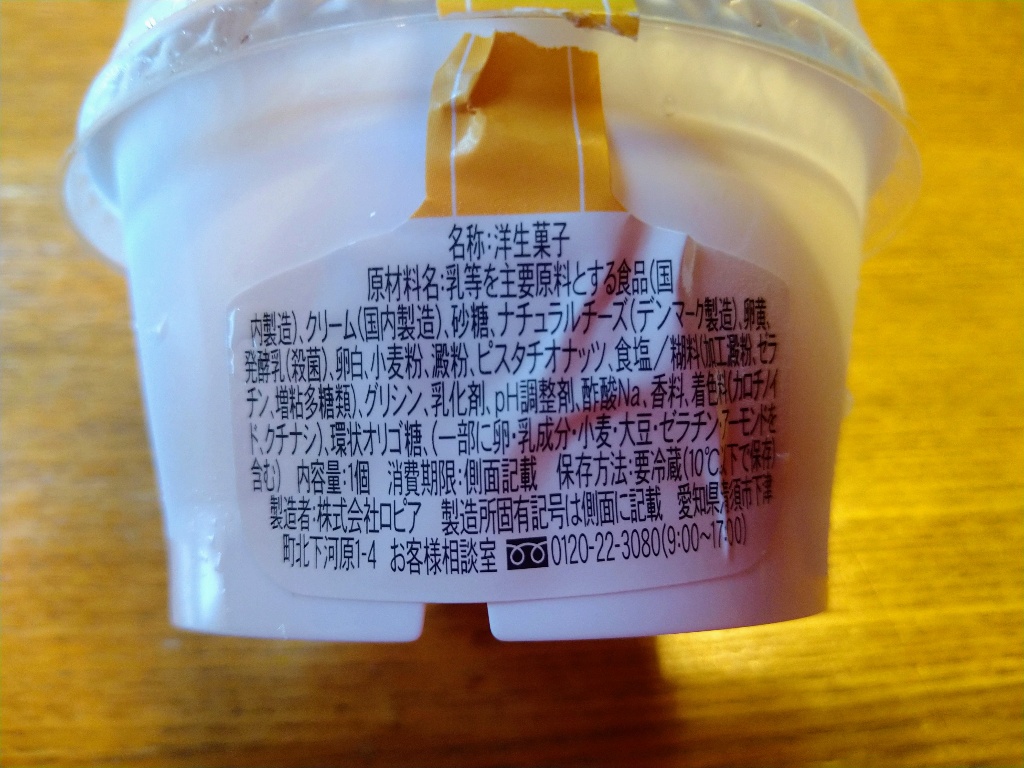 名称:洋生菓子
原材料名:乳等を主要原料とする食品(国
内製造)、クリーム(国内製造)、砂糖、ナチュラルチーズ(デンマーク製造)、卵黄、
発酵乳(殺菌)、卵白、小麦粉、澱粉、ピスタチオナッツ、食塩/糊料(加工澱粉、ゼラ
チン、増粘多糖類)、グリシン、乳化剤、pH調整剤、酢酸Na、香料、着色料(カロチノイ
ド、クチナシ)、環状オリゴ糖、(一部に卵・乳成分・小麦・大豆・ゼラチン・アーモンドを
含む) 内容量:1個 消費期限:側面記載 保存方法:要冷蔵(10℃以下で保存)
製造者:株式会社ロピア 製造所固有記号は側面に記載 愛知県清須市下津
町北下河原1-4 お客様相談室 0120-22-3080(9:00~17:00)